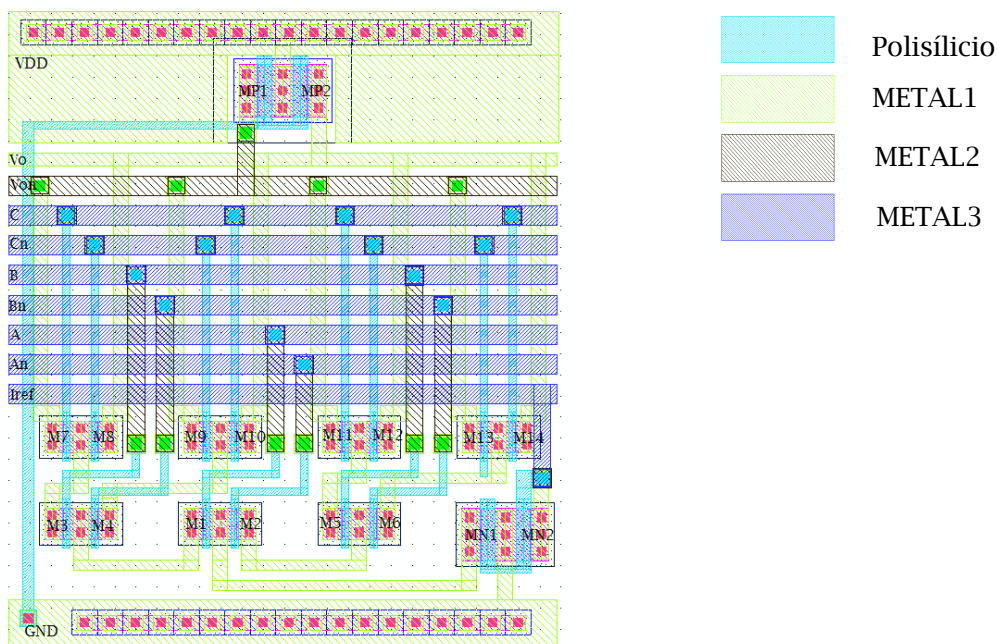 VDD
MP1 MP2
Vo
Von
C
Cn
B
Bn
A
An
Iref
M7 M8 M9 M10 M11 M12 M13 M14
M3 M4 M1 M2 M5 M6 MN1 MN2
GND
Polisílicio
METAL1
METAL2
METAL3